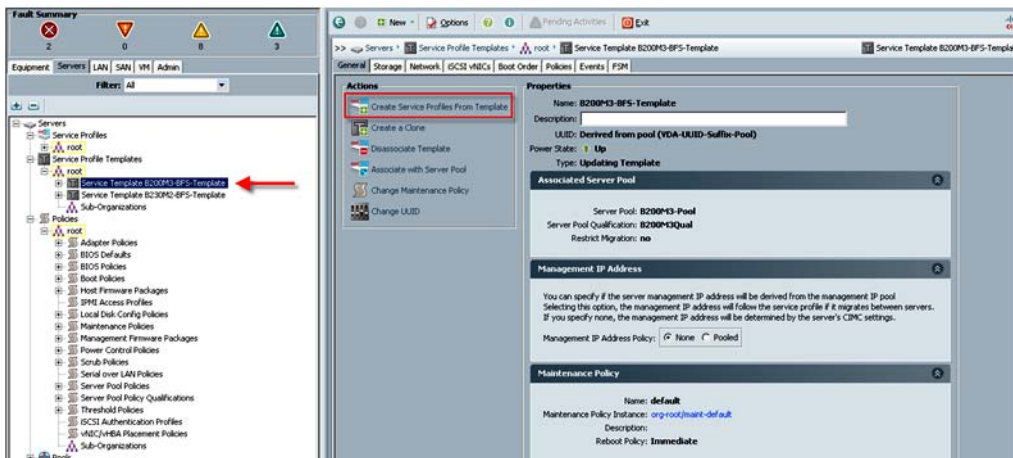 Fault Summary
2 0 8 3
Equipment Servers LAN SAN VM Admin
Filter: All
Servers
Service Profiles
root
Service Profile Templates
root
Service Template B200M3-BFS-Template
Service Template B230M2-BFS-Template
Sub-Organizations
Policies
root
Adapter Policies
BIOS Defaults
BIOS Policies
Boot Policies
Host Firmware Packages
IPMI Access Profiles
Local Disk Config Policies
Maintenance Policies
Management Firmware Packages
Power Control Policies
Scrub Policies
Serial over LAN Policies
Server Pool Policies
Server Pool Policy Qualifications
Threshold Policies
iSCSI Authentication Profiles
vNIC/vHBA Placement Policies
Sub-Organizations
Pools
New Options Pending Activities Exit
>> Servers Service Profile Templates root Service Template B200M3-BFS-Template Service Template B200M3-BFS-Templa
General Storage Network iSCSI vNICs Boot Order Policies Events FSM
Actions
Create Service Profiles From Template
Create a Clone
Disassociate Template
Associate with Server Pool
Change Maintenance Policy
Change UUID
Properties
Name: B200M3-BFS-Template
Description:
UUID: Derived from pool (VDA-UUID-Suffix-Pool)
Power State: Up
Type: Updating Template
Associated Server Pool
Server Pool: B200M3-Pool
Server Pool Qualification: B200M3Qual
Restrict Migration: no
Management IP Address
You can specify if the server management IP address will be derived from the management IP pool
Selecting this option, the management IP address will follow the service profile if it migrates between servers.
If you specify none, the management IP address will be determined by the server's CIMC settings.
Management IP Address Policy: None Pooled
Maintenance Policy
Name: default
Maintenance Policy Instance: org-root/maint-default
Description:
Reboot Policy: Immediate